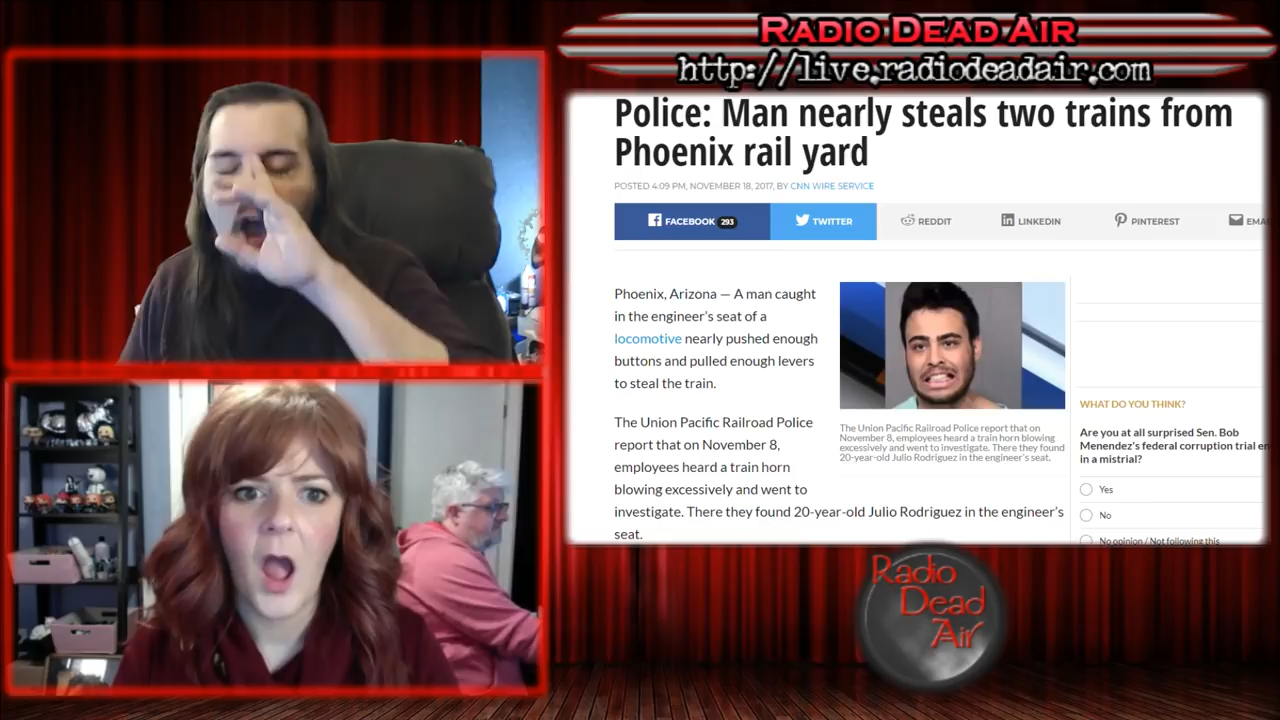 Radio Dead Air
http://live.radiodeadair.com
Police: Man nearly steals two trains from
Phoenix rail yard
POSTED 4:09 PM, NOVEMBER 18, 2017, BY CNN WIRE SERVICE
FACEBOOK 293
TWITTER
REDDIT
LINKEDIN
PINTEREST
EMA
Phoenix, Arizona — A man caught
in the engineer's seat of a
locomotive nearly pushed enough
buttons and pulled enough levers
to steal the train.
The Union Pacific Railroad Police
report that on November 8,
employees heard a train horn
blowing excessively and went to
investigate. There they found 20-year-old Julio Rodriguez in the engineer's
seat.
The Union Pacific Railroad Police report that on
November 8, employees heard a train horn blowing
excessively and went to investigate. There they found
20-year-old Julio Rodriguez in the engineer's seat.
WHAT DO YOU THINK?
Are you at all surprised Sen. Bob
Menendez's federal corruption trial en
in a mistrial?
Yes
No
No opinion / Not following this
Radio
Dead
Air